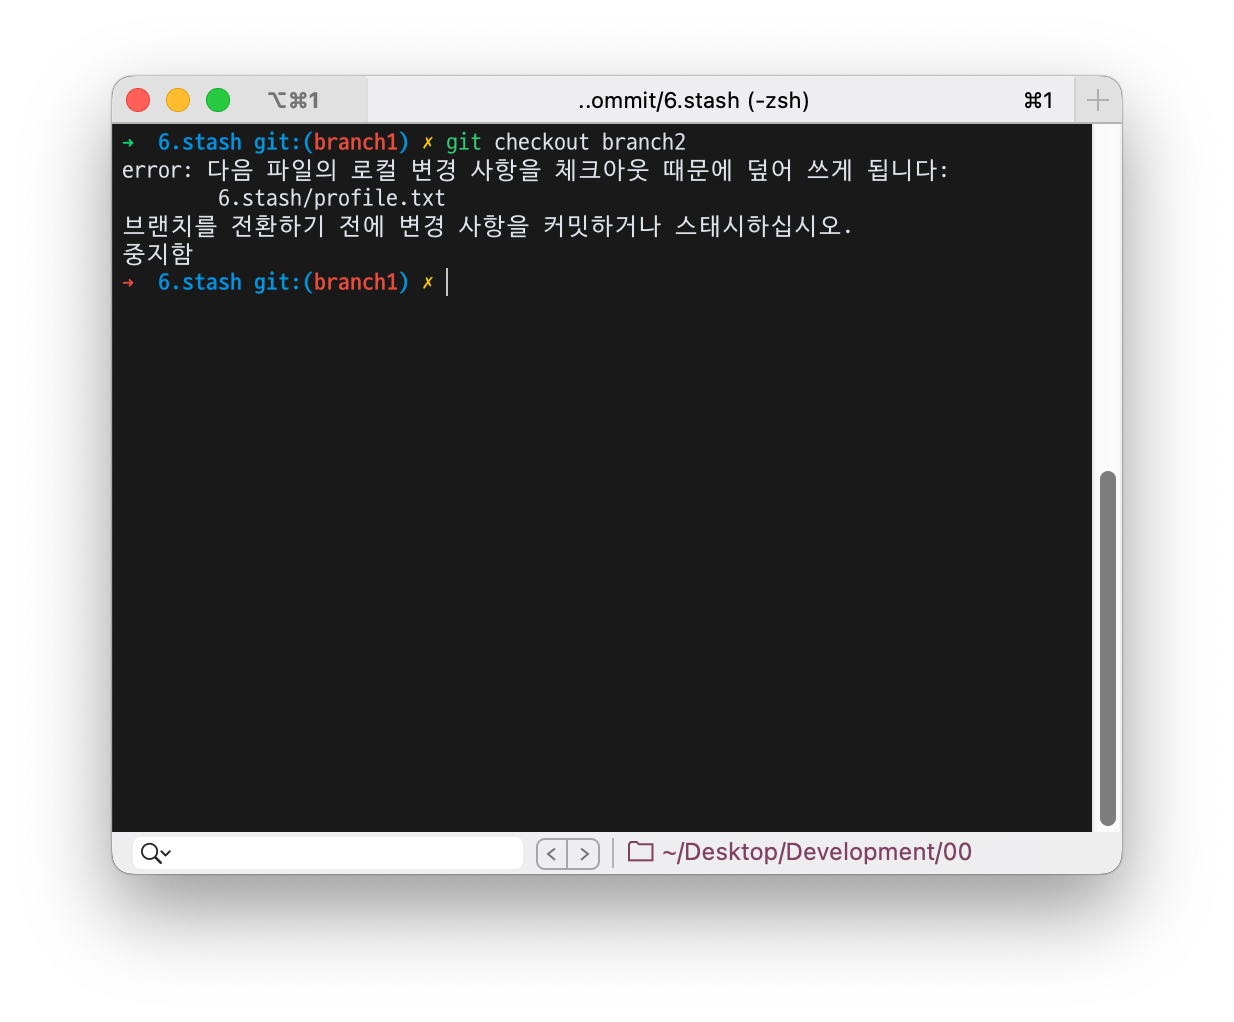 ⌥⌘1 ..ommit/6.stash (-zsh) ⌘1
➜ 6.stash git:(branch1) ✗ git checkout branch2
error: 다음 파일의 로컬 변경 사항을 체크아웃 때문에 덮어 쓰게 됩니다:
6.stash/profile.txt
브랜치를 전환하기 전에 변경 사항을 커밋하거나 스태시하십시오.
중지함
➜ 6.stash git:(branch1) ✗
~/Desktop/Development/00